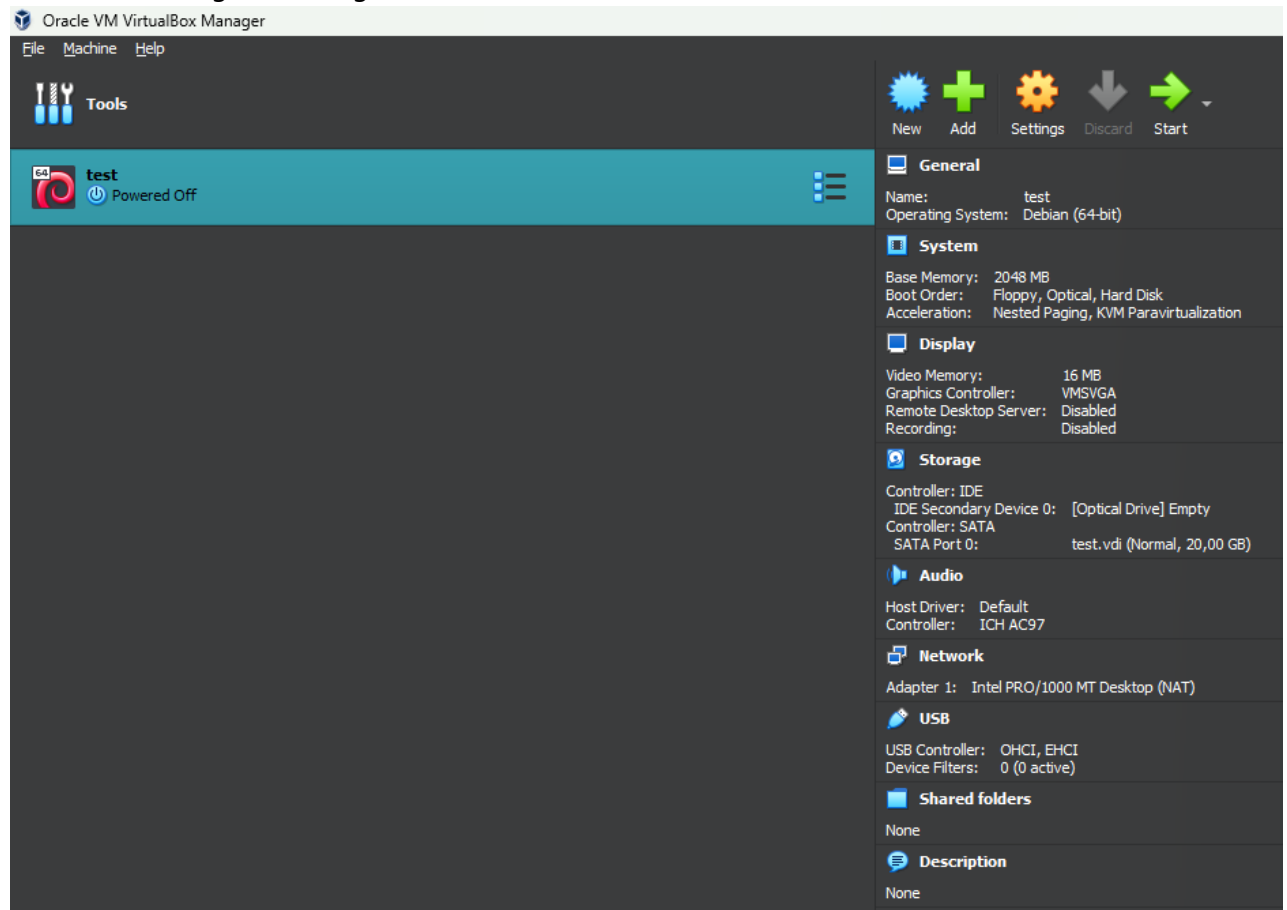 Oracle VM VirtualBox Manager
File Machine Help
Tools
New Add Settings Discard Start
64
test
Powered Off
General
Name: test
Operating System: Debian (64-bit)
System
Base Memory: 2048 MB
Boot Order: Floppy, Optical, Hard Disk
Acceleration: Nested Paging, KVM Paravirtualization
Display
Video Memory: 16 MB
Graphics Controller: VMSVGA
Remote Desktop Server: Disabled
Recording: Disabled
Storage
Controller: IDE
IDE Secondary Device 0: [Optical Drive] Empty
Controller: SATA
SATA Port 0: test.vdi (Normal, 20,00 GB)
Audio
Host Driver: Default
Controller: ICH AC97
Network
Adapter 1: Intel PRO/1000 MT Desktop (NAT)
USB
USB Controller: OHCI, EHCI
Device Filters: 0 (0 active)
Shared folders
None
Description
None